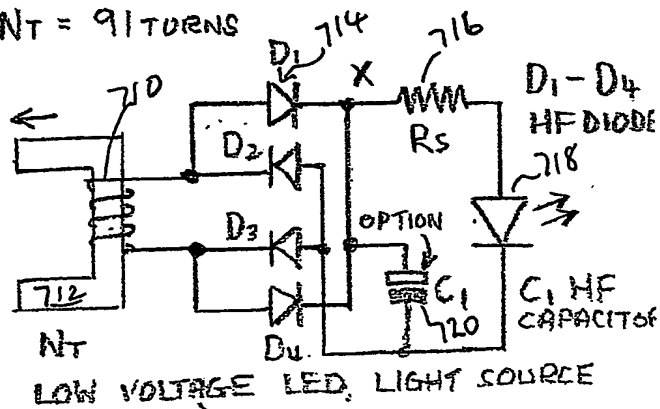 NT = 91 TURNS
714
716
710
D1
X
D1 - D4
HF DIODE
Rs
718
D2
D3
OPTION
712
C1
720
C1 HF
CAPACITOR
NT
D4.
LOW VOLTAGE LED. LIGHT SOURCE